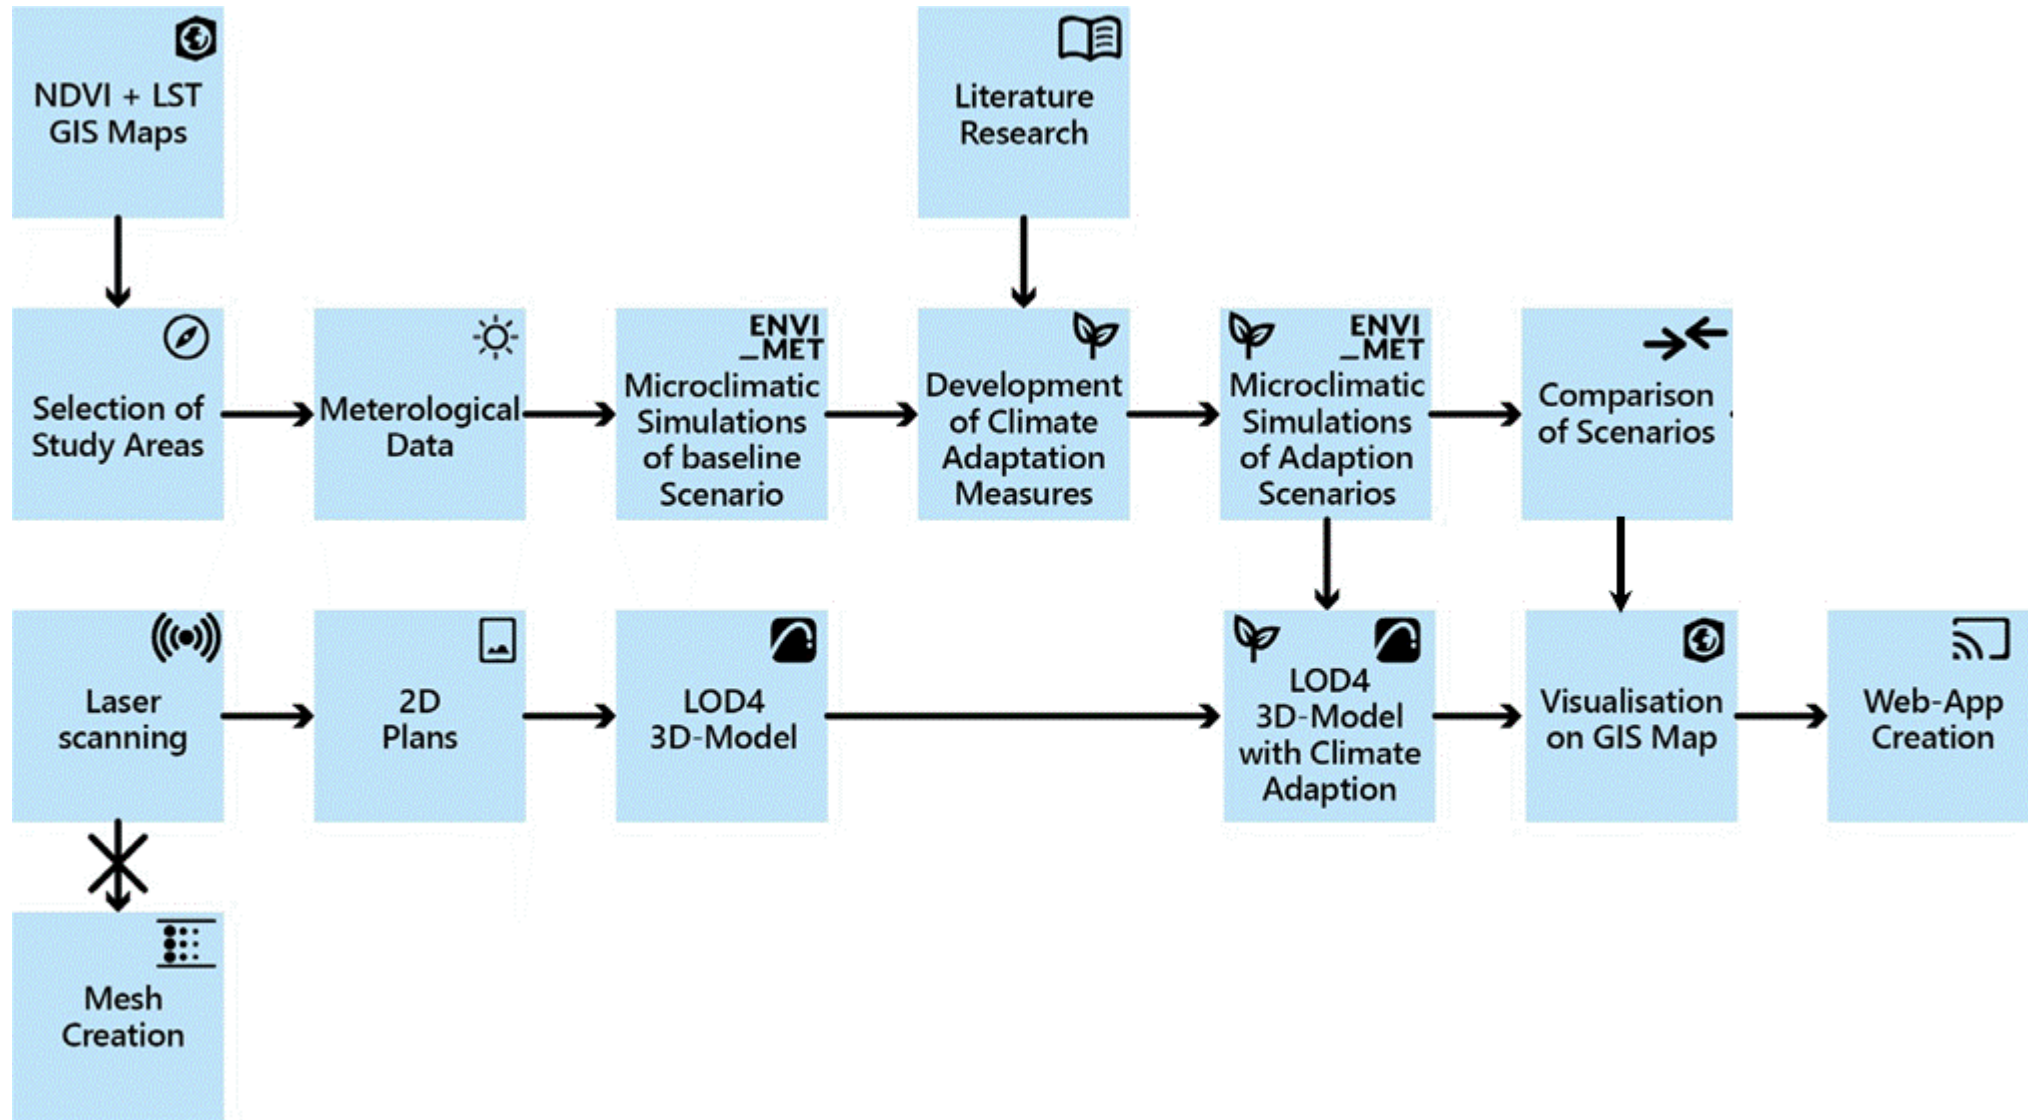 NDVI + LST
GIS Maps
Literature
Research
Selection of
Study Areas
Meterological
Data
ENVI
_MET
Microclimatic
Simulations
of baseline
Scenario
Development
of Climate
Adaptation
Measures
ENVI
_MET
Microclimatic
Simulations
of Adaption
Scenarios
Comparison
of Scenarios
Laser
scanning
2D
Plans
LOD4
3D-Model
LOD4
3D-Model
with Climate
Adaption
Visualisation
on GIS Map
Web-App
Creation
Mesh
Creation